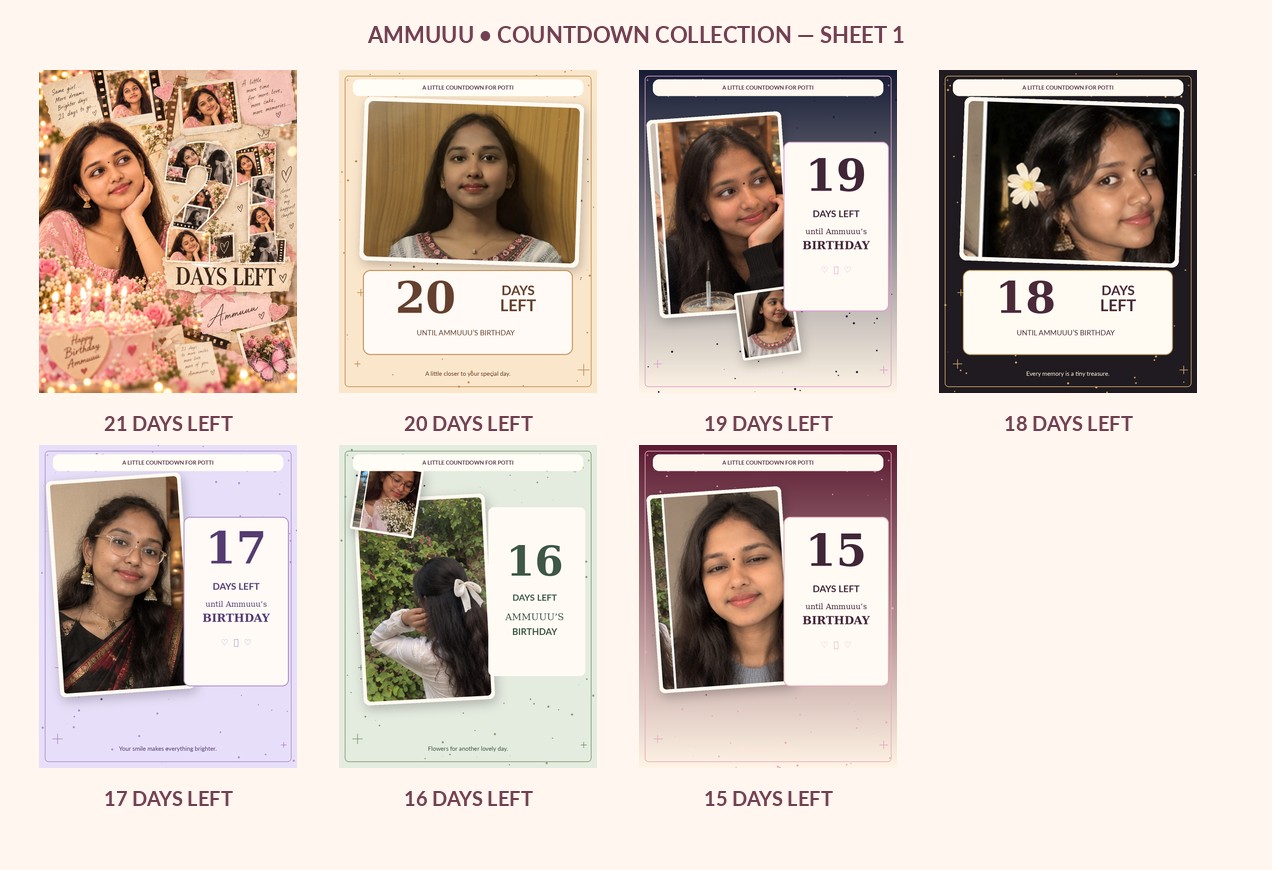 AMMUUU • COUNTDOWN COLLECTION — SHEET 1
Same girl...
More dreams.
Brighter days
21 days to go
A little
more time
for more love,
more cake,
more memories...
21
DAYS LEFT
Ammuuu
Happy
Birthday
Ammuuu
21 DAYS LEFT
A LITTLE COUNTDOWN FOR POTTI
20
DAYS
LEFT
UNTIL AMMUUU'S BIRTHDAY
A little closer to your special day.
20 DAYS LEFT
A LITTLE COUNTDOWN FOR POTTI
19
DAYS LEFT
until Ammuuu's
BIRTHDAY
19 DAYS LEFT
A LITTLE COUNTDOWN FOR POTTI
18
DAYS
LEFT
UNTIL AMMUUU'S BIRTHDAY
Every memory is a tiny treasure.
18 DAYS LEFT
A LITTLE COUNTDOWN FOR POTTI
17
DAYS LEFT
until Ammuuu's
BIRTHDAY
Your smile makes everything brighter.
17 DAYS LEFT
A LITTLE COUNTDOWN FOR POTTI
16
DAYS LEFT
AMMUUU'S
BIRTHDAY
Flowers for another lovely day.
16 DAYS LEFT
A LITTLE COUNTDOWN FOR POTTI
15
DAYS LEFT
until Ammuuu's
BIRTHDAY
15 DAYS LEFT